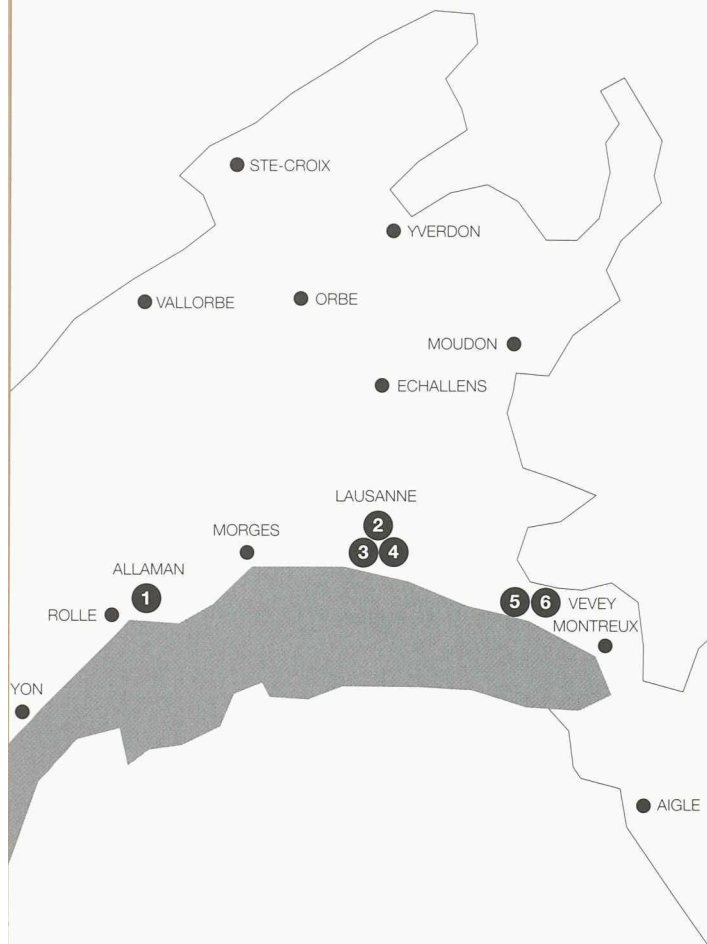 STE-CROIX
YVERDON
VALLORBE
ORBE
MOUDON
ECHALLENS
LAUSANNE
2
MORGES
3 4
ALLAMAN
1
5 6 VEVEY
ROLLE
MONTREUX
YON
AIGLE